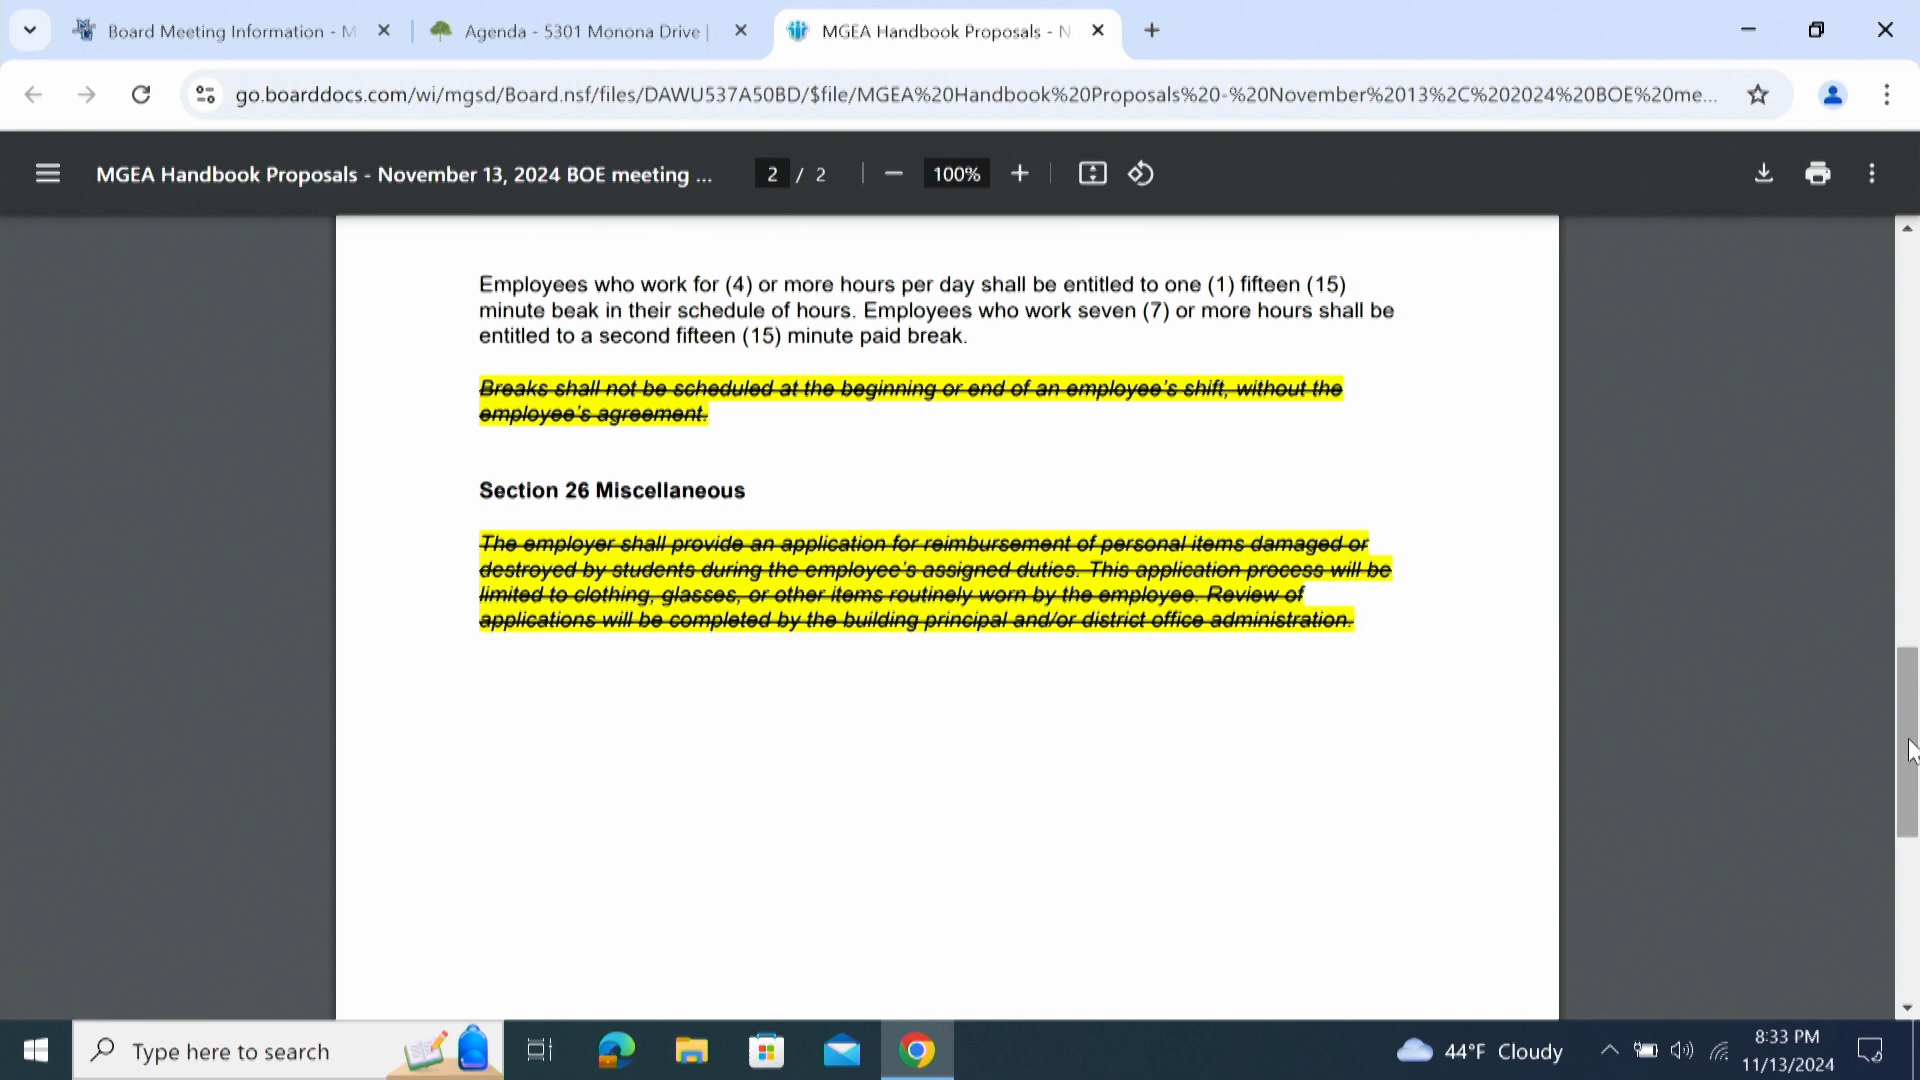 Board Meeting Information - M
Agenda - 5301 Monona Drive |
MGEA Handbook Proposals - N
go.boarddocs.com/wi/mgsd/Board.nsf/files/DAWU537A50BD/$file/MGEA%20Handbook%20Proposals%20-%20November%2013%2C%202024%20BOE%20me...
MGEA Handbook Proposals - November 13, 2024 BOE meeting ...
2 / 2
100%
Employees who work for (4) or more hours per day shall be entitled to one (1) fifteen (15)
minute beak in their schedule of hours. Employees who work seven (7) or more hours shall be
entitled to a second fifteen (15) minute paid break.
Breaks shall not be scheduled at the beginning or end of an employee's shift, without the
employee's agreement.
Section 26 Miscellaneous
The employer shall provide an application for reimbursement of personal items damaged or
destroyed by students during the employee's assigned duties. This application process will be
limited to clothing, glasses, or other items routinely worn by the employee. Review of
applications will be completed by the building principal and/or district office administration.
Type here to search
44°F Cloudy
8:33 PM
11/13/2024